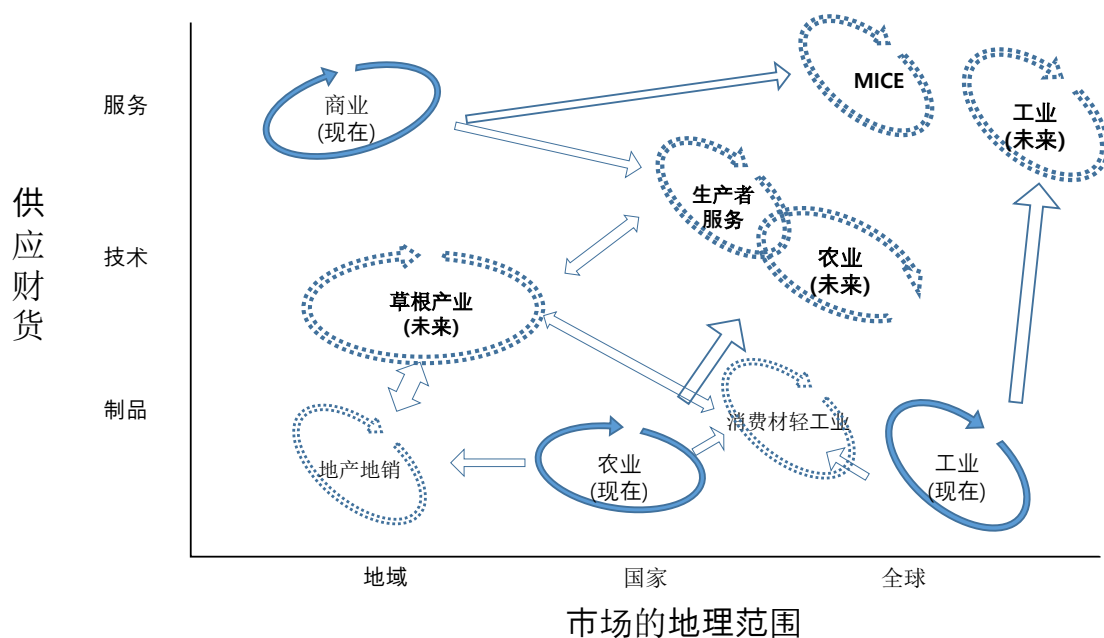 服务
商业
(现在)
MICE
工业
(未来)
生产者
服务
供应财货
技术
农业
(未来)
草根产业
(未来)
制品
消费材轻工业
地产地销
农业
(现在)
工业
(现在)
地域
国家
全球
市场的地理范围